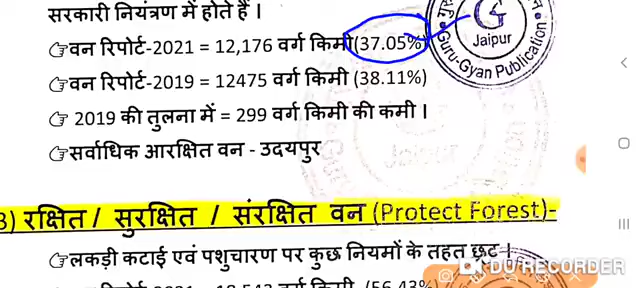 सरकारी नियंत्रण में होते हैं ।
वन रिपोर्ट-2021 = 12,176 वर्ग किमी(37.05%)
वन रिपोर्ट-2019 = 12475 वर्ग किमी (38.11%)
2019 की तुलना में = 299 वर्ग किमी की कमी ।
सर्वाधिक आरक्षित वन - उदयपुर
G
Jaipur
Guru-Gyan Publication
Jaipur
3) रक्षित / सुरक्षित / संरक्षित वन (Protect Forest)-
लकड़ी कटाई एवं पशुचारण पर कुछ नियमों के तहत छूट ।
DU RECORDER